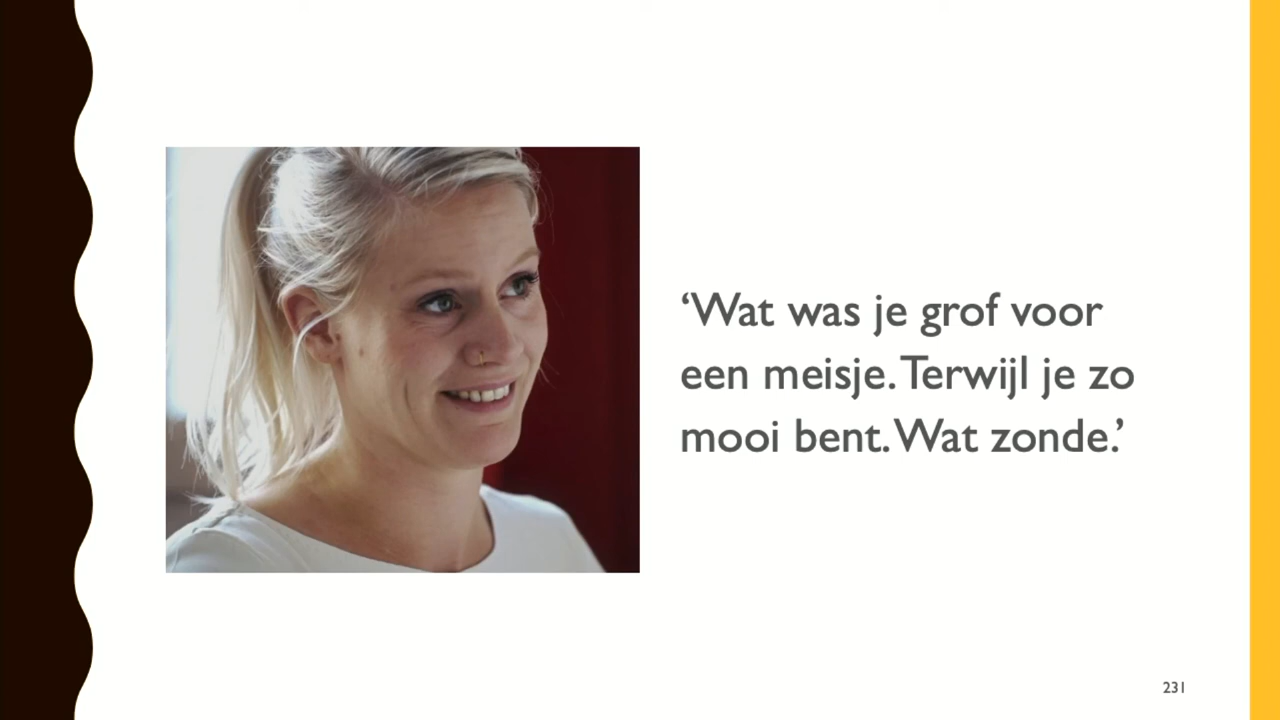 ‘Wat was je grof voor
een meisje. Terwijl je zo
mooi bent. Wat zonde.’
231